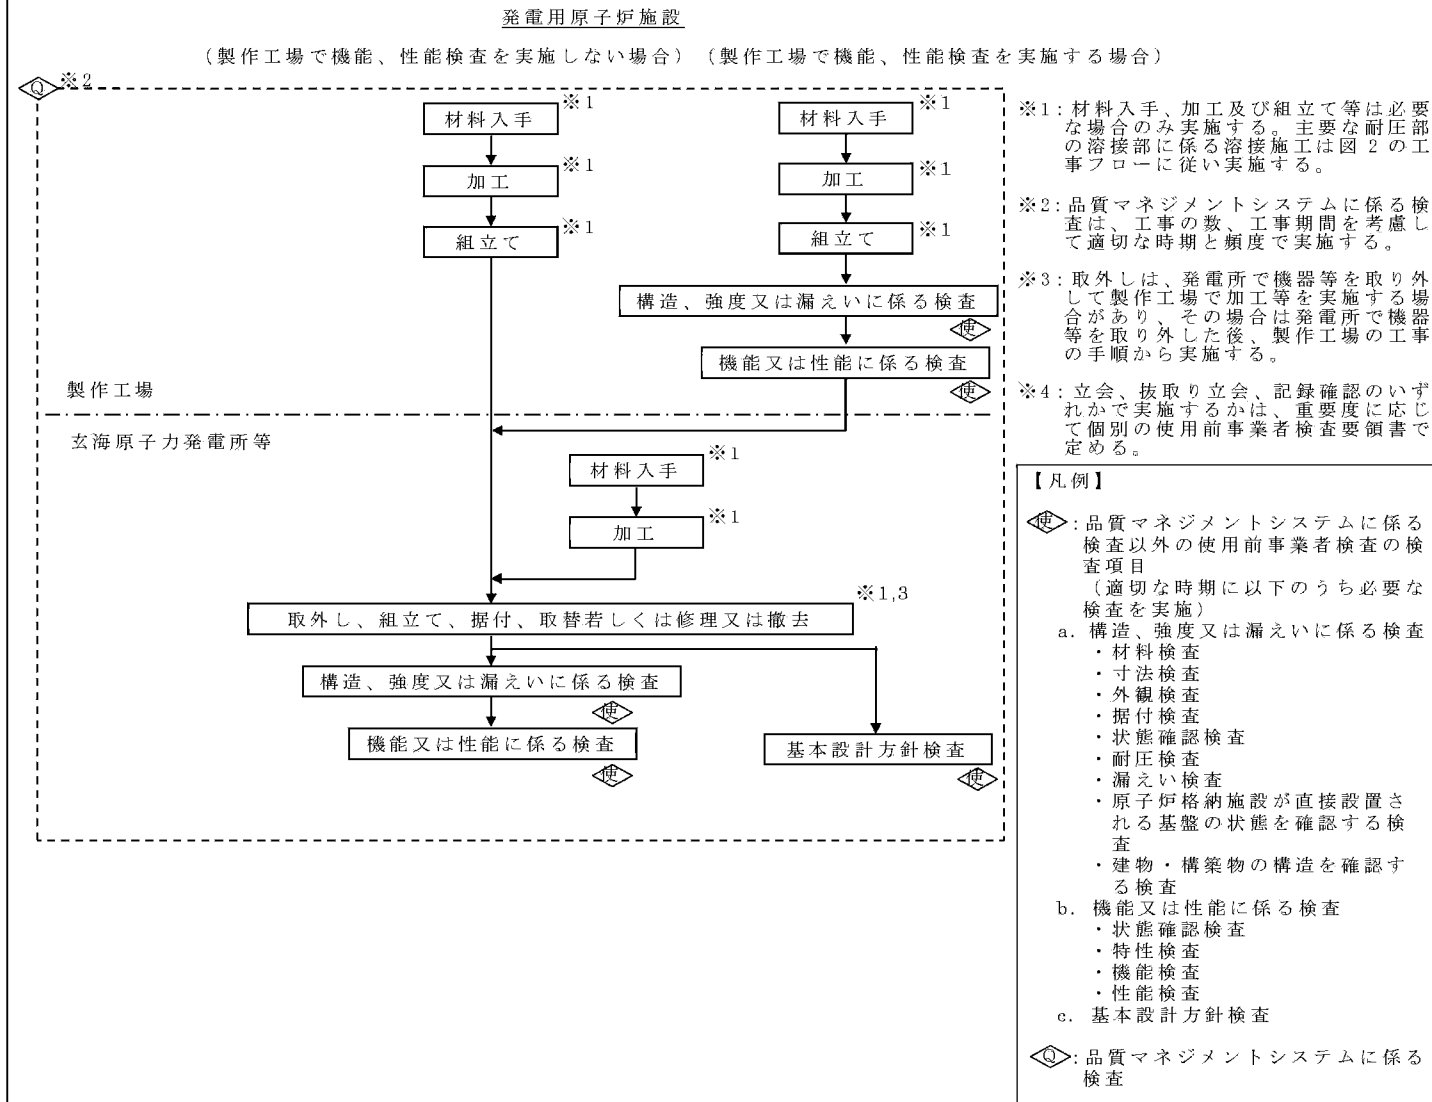 発電用原子炉施設
（製作工場で機能、性能検査を実施しない場合）（製作工場で機能、性能検査を実施する場合）
Q ※2
材料入手 ※1
加工 ※1
組立て ※1
材料入手 ※1
加工 ※1
組立て ※1
構造、強度又は漏えいに係る検査
使
機能又は性能に係る検査
使
製作工場
玄海原子力発電所等
材料入手 ※1
加工 ※1
※1,3
取外し、組立て、据付、取替若しくは修理又は撤去
構造、強度又は漏えいに係る検査
使
機能又は性能に係る検査
使
基本設計方針検査
使
※1:材料入手、加工及び組立て等は必要
な場合のみ実施する。主要な耐圧部
の溶接部に係る溶接施工は図2の工
事フローに従い実施する。
※2:品質マネジメントシステムに係る検
査は、工事の数、工事期間を考慮し
て適切な時期と頻度で実施する。
※3:取外しは、発電所で機器等を取り外
して製作工場で加工等を実施する場
合があり、その場合は発電所で機器
等を取り外した後、製作工場の工事
の手順から実施する。
※4:立会、抜取り立会、記録確認のいず
れかで実施するかは、重要度に応じ
て個別の使用前事業者検査要領書で
定める。
【凡例】
使:品質マネジメントシステムに係る
検査以外の使用前事業者検査の検
査項目
（適切な時期に以下のうち必要な
検査を実施）
a. 構造、強度又は漏えいに係る検査
・材料検査
・寸法検査
・外観検査
・据付検査
・状態確認検査
・耐圧検査
・漏えい検査
・原子炉格納施設が直接設置さ
れる基盤の状態を確認する検
査
・建物・構築物の構造を確認す
る検査
b. 機能又は性能に係る検査
・状態確認検査
・特性検査
・機能検査
・性能検査
c. 基本設計方針検査
Q:品質マネジメントシステムに係る
検査